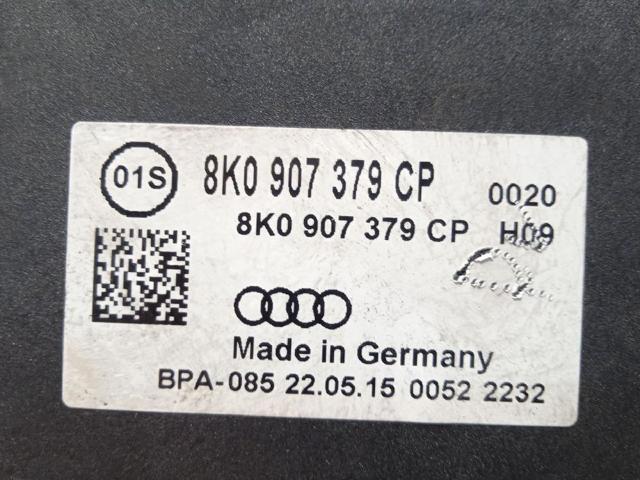 01S 8K0 907 379 CP 0020
8K0 907 379 CP H09
Made in Germany
BPA-085 22.05.15 0052 2232